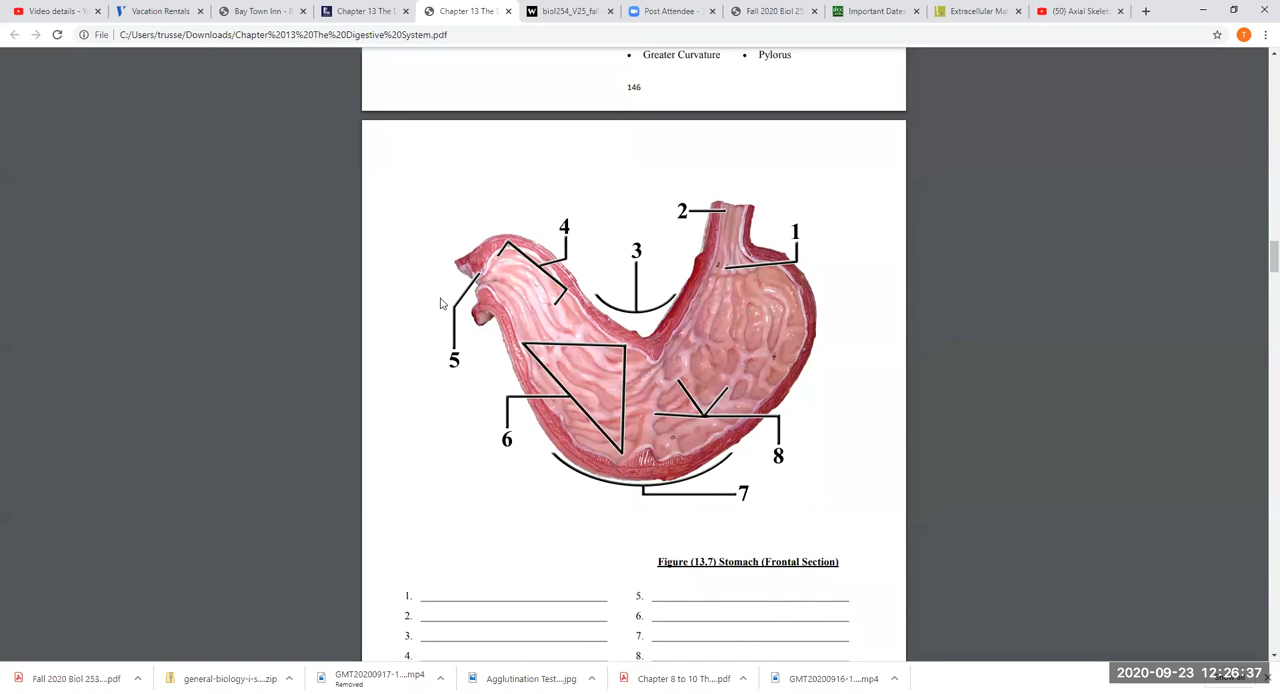 Video details - Y
Vacation Rentals
Bay Town Inn - B
Chapter 13 The D
Chapter 13 The D
biol254_V25_fal
Post Attendee -
Fall 2020 Biol 25
Important Dates
Extracellular Ma
(50) Axial Skelet
File C:/Users/trusse/Downloads/Chapter%2013%20The%20Digestive%20System.pdf
T
• Greater Curvature • Pylorus
146
2
1
4
3
5
6
8
7
Figure (13.7) Stomach (Frontal Section)
1. 5.
2. 6.
3. 7.
4. 8.
Fall 2020 Biol 253....pdf
general-biology-i-s....zip
GMT20200917-1....mp4
Removed
Agglutination Test....jpg
Chapter 8 to 10 Th....pdf
GMT20200916-1....mp4
2020-09-23 12:26:37